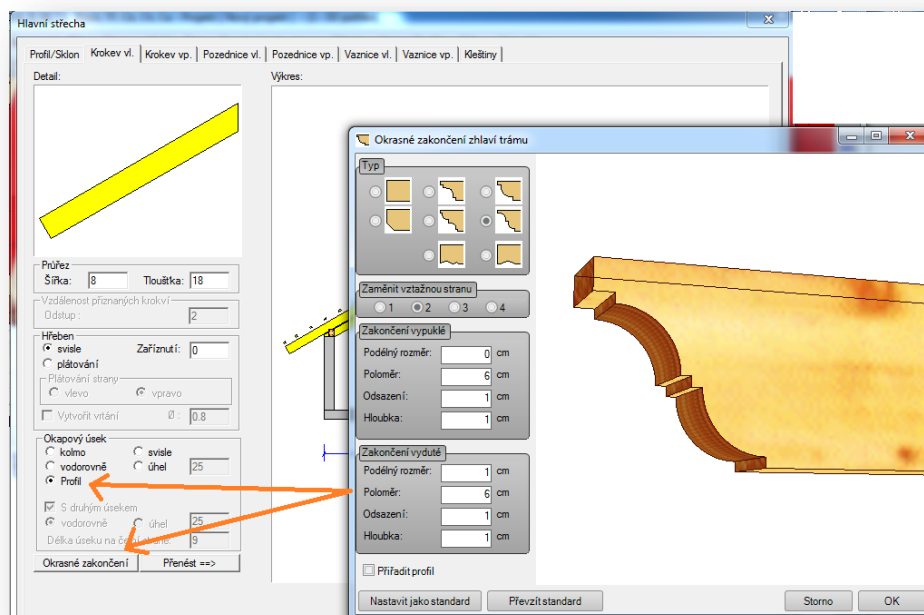 Hlavní střecha
Profil/Sklon Krokev vl. Krokev vp. Pozednice vl. Pozednice vp. Vaznice vl. Vaznice vp. Kleštiny
Detail:
Výkres:
Průřez
Šířka: 8 Tloušťka: 18
Vzdálenost přiznaných krokví
Odstup : 2
Hřeben
svisle Zaříznutí: 0
plátování
Plátování strany
vlevo vpravo
Vytvořit vrtání Ø : 0.8
Okapový úsek
kolmo svisle
vodorovně úhel 25
Profil
S druhým úsekem
vodorovně úhel 25
Délka úseku na čelní straně: 9
Okrasné zakončení Přenést ==>
Okrasné zakončení zhlaví trámu
Typ
Zaměnit vztažnou stranu
1 2 3 4
Zakončení vypuklé
Podélný rozměr: 0 cm
Poloměr: 6 cm
Odsazení: 1 cm
Hloubka: 1 cm
Zakončení vyduté
Podélný rozměr: 1 cm
Poloměr: 6 cm
Odsazení: 1 cm
Hloubka: 1 cm
Přiřadit profil
Nastavit jako standard Převzít standard Storno OK